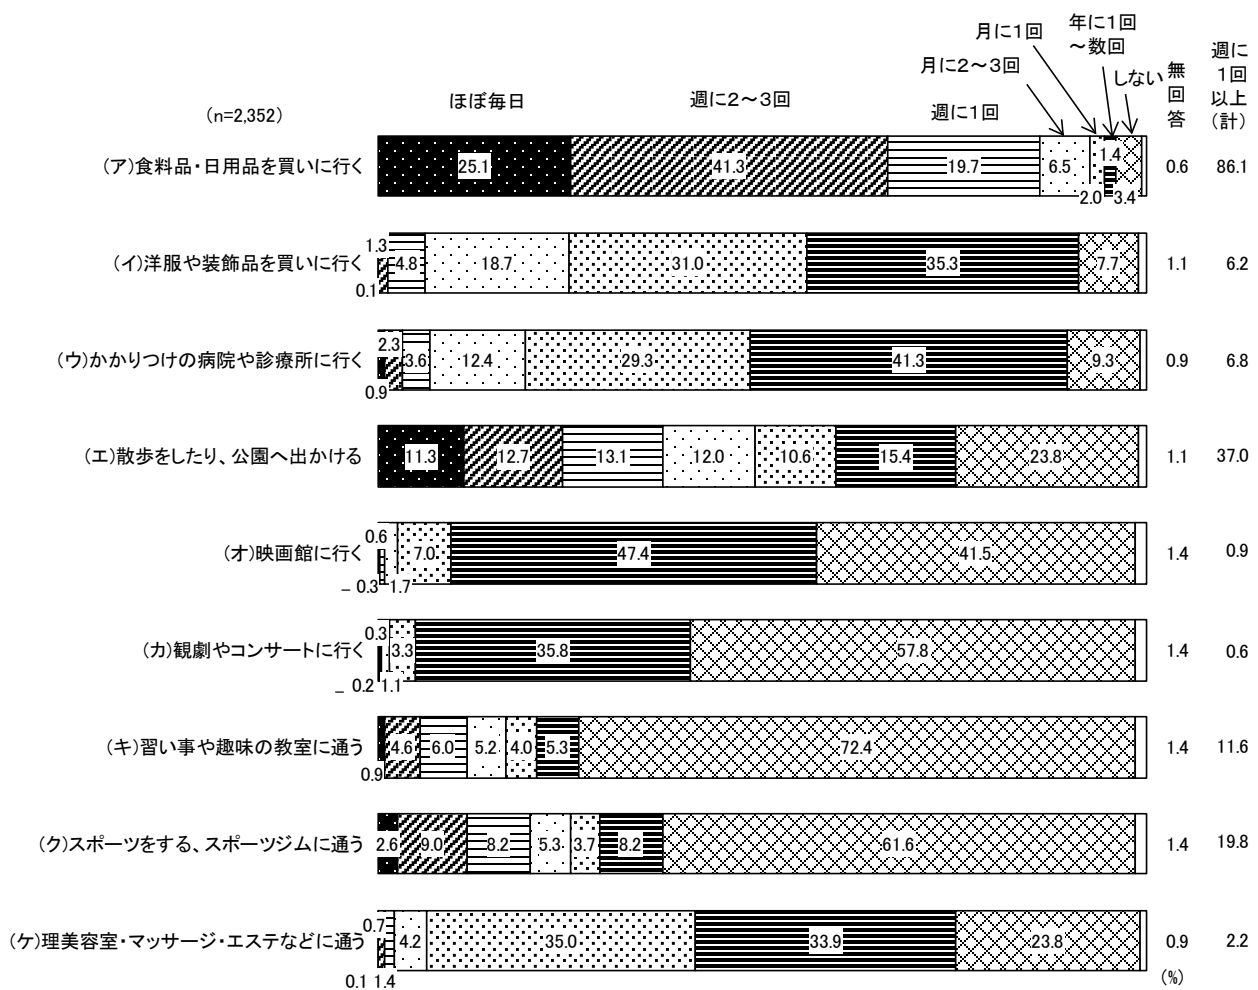 年に1回
～数回
月に1回
月に2～3回
しない
無回答
週に
1回
以上
(計)
(n=2,352)
ほぼ毎日
週に2～3回
週に1回
(ア)食料品・日用品を買いに行く 25.1 41.3 19.7 6.5 1.4 0.6 86.1
2.0 3.4
1.3
(イ)洋服や装飾品を買いに行く 4.8 18.7 31.0 35.3 7.7 1.1 6.2
0.1
2.3
(ウ)かかりつけの病院や診療所に行く 3.6 12.4 29.3 41.3 9.3 0.9 6.8
0.9
(エ)散歩をしたり、公園へ出かける 11.3 12.7 13.1 12.0 10.6 15.4 23.8 1.1 37.0
0.6
(オ)映画館に行く 7.0 47.4 41.5 1.4 0.9
– 0.3 1.7
0.3
(カ)観劇やコンサートに行く 3.3 35.8 57.8 1.4 0.6
– 0.2 1.1
(キ)習い事や趣味の教室に通う 4.6 6.0 5.2 4.0 5.3 72.4 1.4 11.6
0.9
(ク)スポーツをする、スポーツジムに通う 2.6 9.0 8.2 5.3 3.7 8.2 61.6 1.4 19.8
0.7
(ケ)理美容室・マッサージ・エステなどに通う 4.2 35.0 33.9 23.8 0.9 2.2
0.1 1.4 (%)